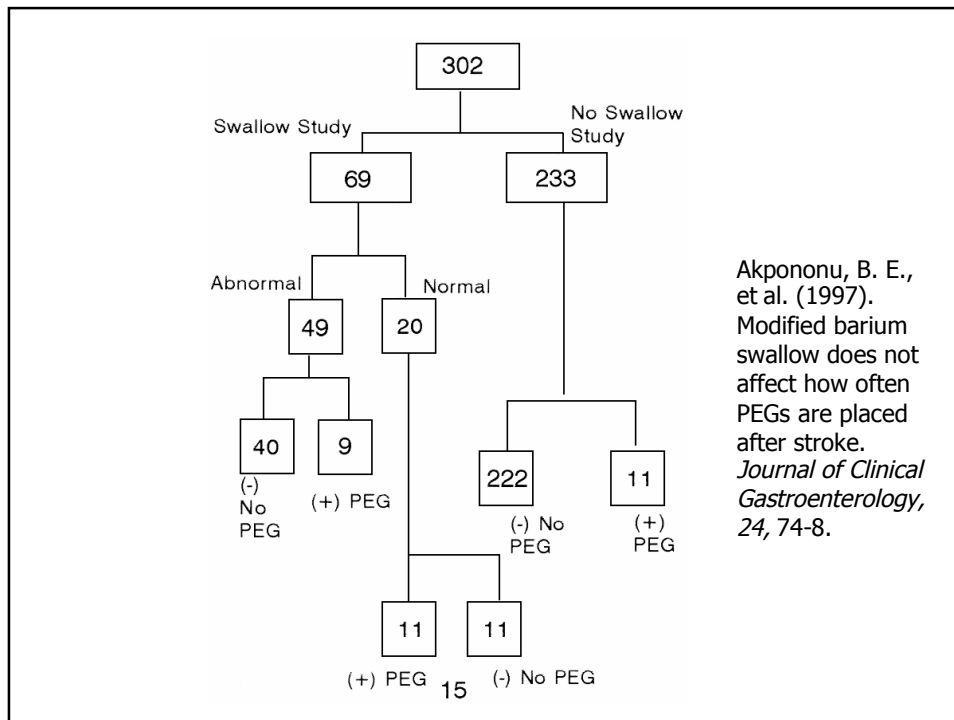 302
Swallow Study
No Swallow
Study
69
233
Abnormal
Normal
49
20
40
9
(-)
No
PEG
(+) PEG
222
11
(-) No
PEG
(+)
PEG
11
11
(+) PEG
15
(-) No PEG
Akpononu, B. E.,
et al. (1997).
Modified barium
swallow does not
affect how often
PEGs are placed
after stroke.
Journal of Clinical
Gastroenterology,
24, 74-8.